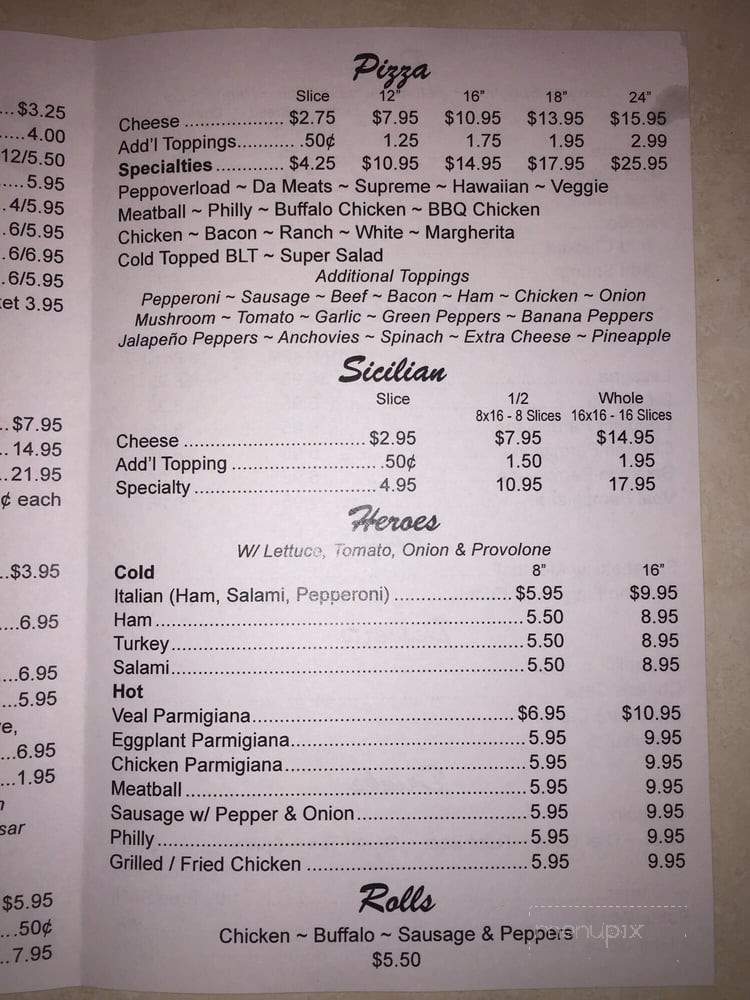 ...$3.25
.....4.00
12/5.50
.....5.95
.4/5.95
.6/5.95
.6/6.95
.6/5.95
et 3.95
..$7.95
.. 14.95
..21.95
¢ each
..$3.95
....6.95
...6.95
...5.95
e,
...6.95
...1.95
sar
$5.95
...50¢
..7.95
Pizza
Slice 12" 16" 18" 24"
Cheese .................. $2.75 $7.95 $10.95 $13.95 $15.95
Add'l Toppings........... .50¢ 1.25 1.75 1.95 2.99
Specialties ............ $4.25 $10.95 $14.95 $17.95 $25.95
Peppoverload ~ Da Meats ~ Supreme ~ Hawaiian ~ Veggie
Meatball ~ Philly ~ Buffalo Chicken ~ BBQ Chicken
Chicken ~ Bacon ~ Ranch ~ White ~ Margherita
Cold Topped BLT ~ Super Salad
Additional Toppings
Pepperoni ~ Sausage ~ Beef ~ Bacon ~ Ham ~ Chicken ~ Onion
Mushroom ~ Tomato ~ Garlic ~ Green Peppers ~ Banana Peppers
Jalapeño Peppers ~ Anchovies ~ Spinach ~ Extra Cheese ~ Pineapple
Sicilian
Slice 1/2 Whole
8x16 - 8 Slices 16x16 - 16 Slices
Cheese ................................ $2.95 $7.95 $14.95
Add'l Topping .......................... .50¢ 1.50 1.95
Specialty ................................ 4.95 10.95 17.95
Heroes
W/ Lettuce, Tomato, Onion & Provolone
Cold 8" 16"
Italian (Ham, Salami, Pepperoni) .................... $5.95 $9.95
Ham ................................................................ 5.50 8.95
Turkey............................................................. 5.50 8.95
Salami............................................................. 5.50 8.95
Hot
Veal Parmigiana............................................. $6.95 $10.95
Eggplant Parmigiana........................................ 5.95 9.95
Chicken Parmigiana......................................... 5.95 9.95
Meatball .......................................................... 5.95 9.95
Sausage w/ Pepper & Onion............................. 5.95 9.95
Philly ............................................................... 5.95 9.95
Grilled / Fried Chicken ..................................... 5.95 9.95
Rolls
Chicken ~ Buffalo ~ Sausage & Peppers
$5.50
menupix